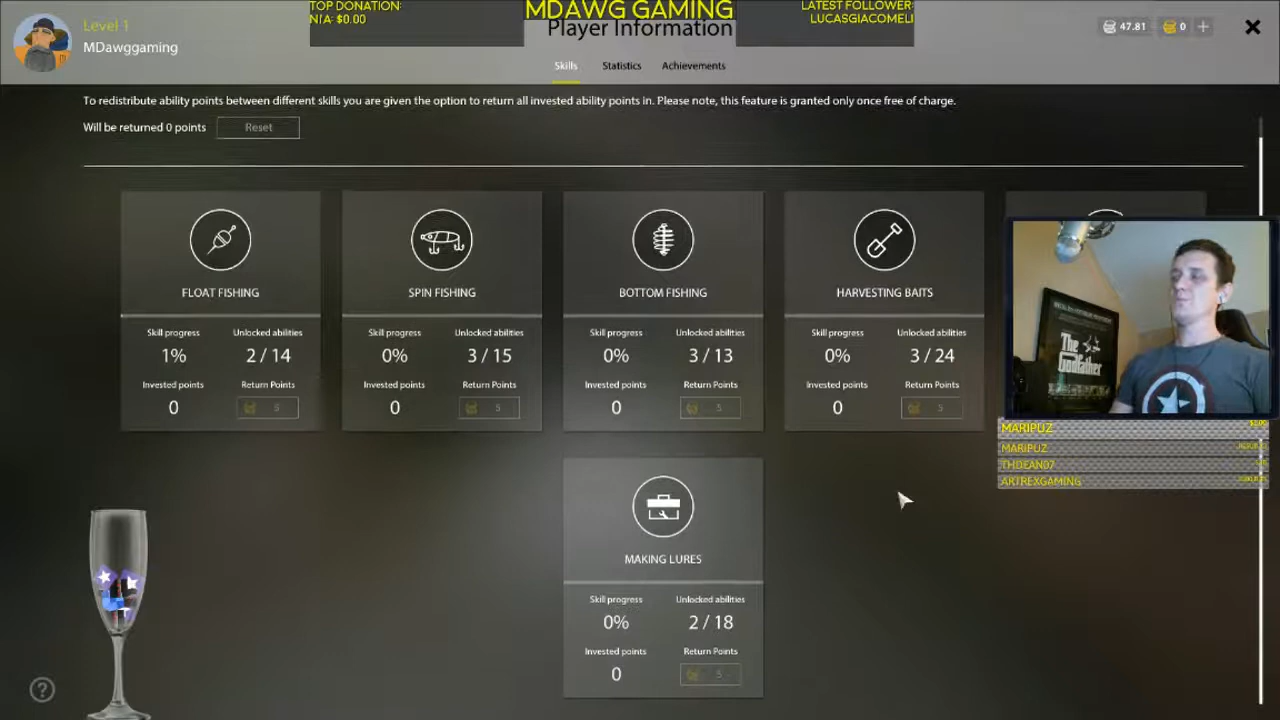 TOP DONATION:
N/A: $0.00
MDAWG GAMING
LATEST FOLLOWER:
LUCASGIACOMELI
Level 1
MDawggaming
Player Information
47.81
0
Skills
Statistics
Achievements
To redistribute ability points between different skills you are given the option to return all invested ability points in. Please note, this feature is granted only once free of charge.
Will be returned 0 points
Reset
FLOAT FISHING
Skill progress
Unlocked abilities
1%
2 / 14
Invested points
Return Points
0
5
SPIN FISHING
Skill progress
Unlocked abilities
0%
3 / 15
Invested points
Return Points
0
5
BOTTOM FISHING
Skill progress
Unlocked abilities
0%
3 / 13
Invested points
Return Points
0
5
HARVESTING BAITS
Skill progress
Unlocked abilities
0%
3 / 24
Invested points
Return Points
0
5
The
Godfather
MARIPUZ
MARIPUZ
THDEAN07
ARTREXGAMING
MAKING LURES
Skill progress
Unlocked abilities
0%
2 / 18
Invested points
Return Points
0
5
?